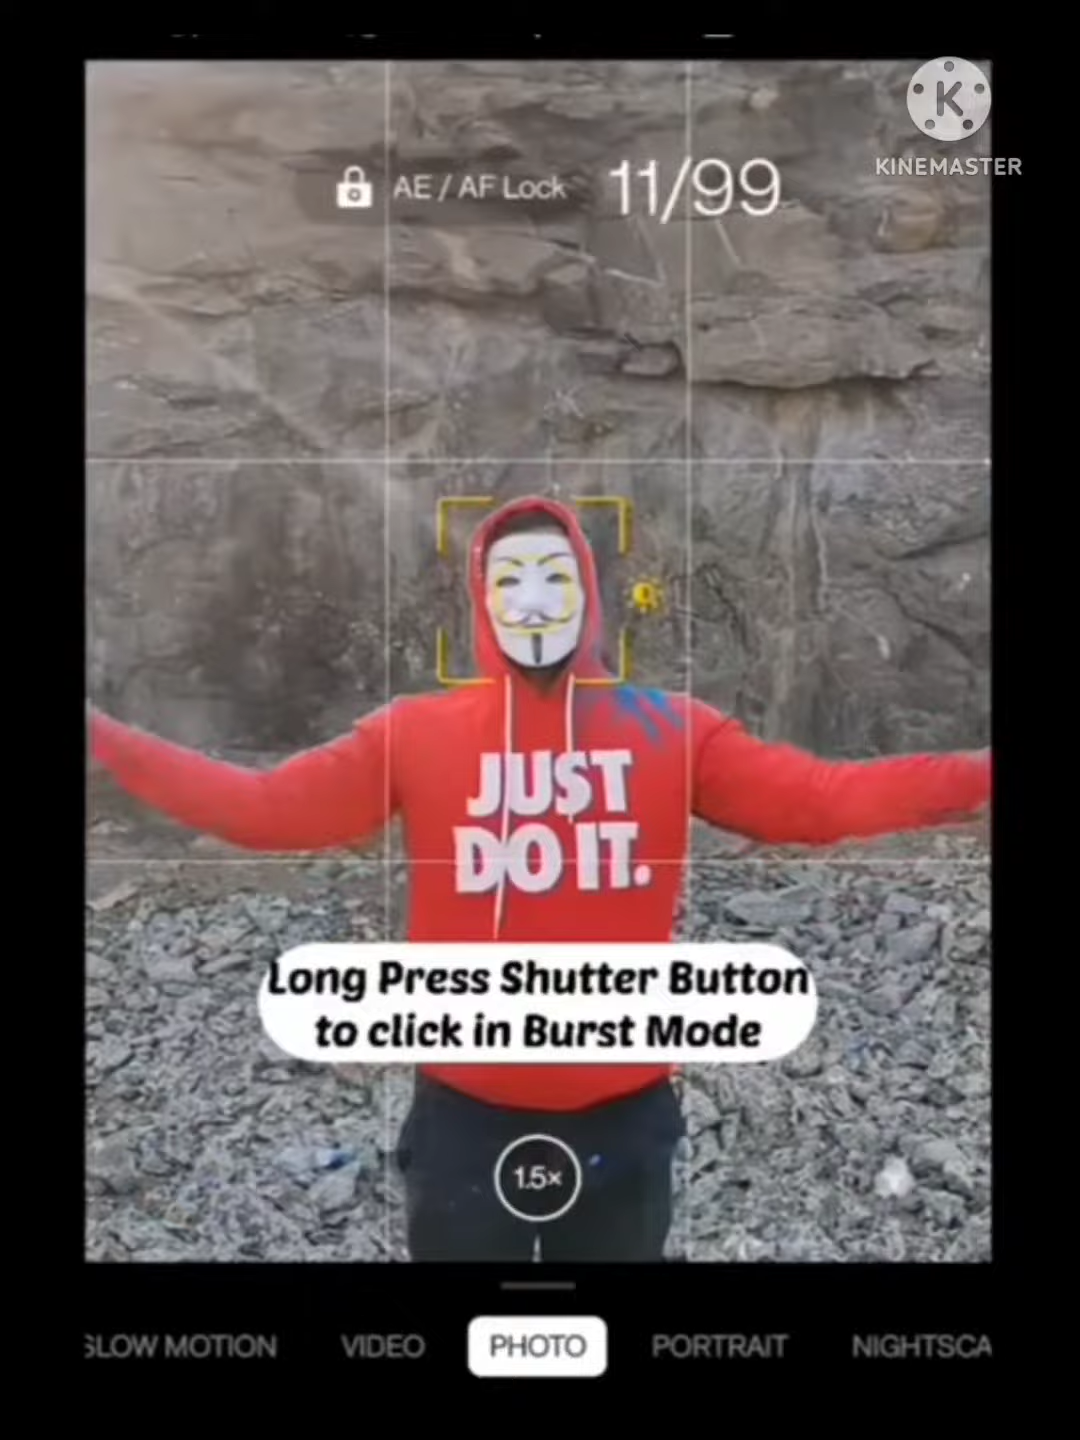 K
KINEMASTER
AE / AF Lock
11/99
JUST
DO IT.
Long Press Shutter Button
to click in Burst Mode
1.5×
SLOW MOTION
VIDEO
PHOTO
PORTRAIT
NIGHTSCA